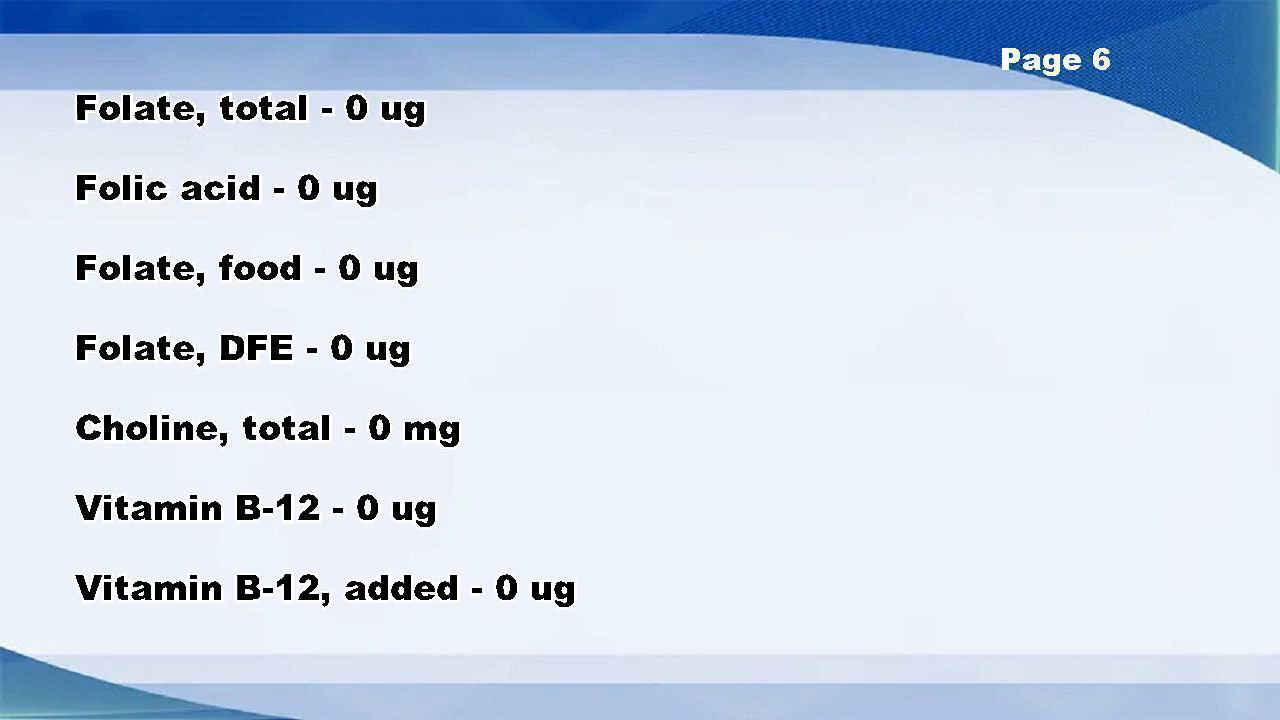 Page 6
Folate, total - 0 ug
Folic acid - 0 ug
Folate, food - 0 ug
Folate, DFE - 0 ug
Choline, total - 0 mg
Vitamin B-12 - 0 ug
Vitamin B-12, added - 0 ug